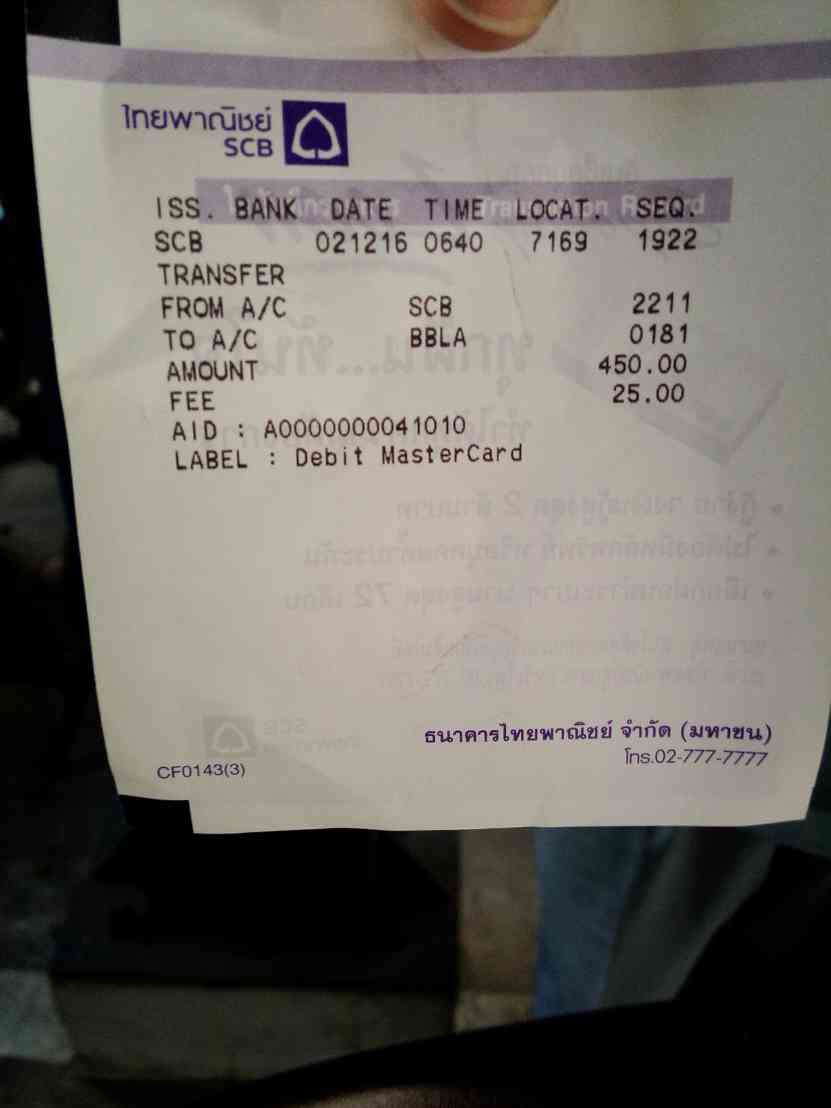 ไทยพาณิชย์
SCB
ISS. BANK DATE TIME LOCAT. SEQ.
SCB 021216 0640 7169 1922
TRANSFER
FROM A/C SCB 2211
TO A/C BBLA 0181
AMOUNT 450.00
FEE 25.00
AID : A0000000041010
LABEL : Debit MasterCard
ธนาคารไทยพาณิชย์ จำกัด (มหาชน)
โทร.02-777-7777
CF0143(3)